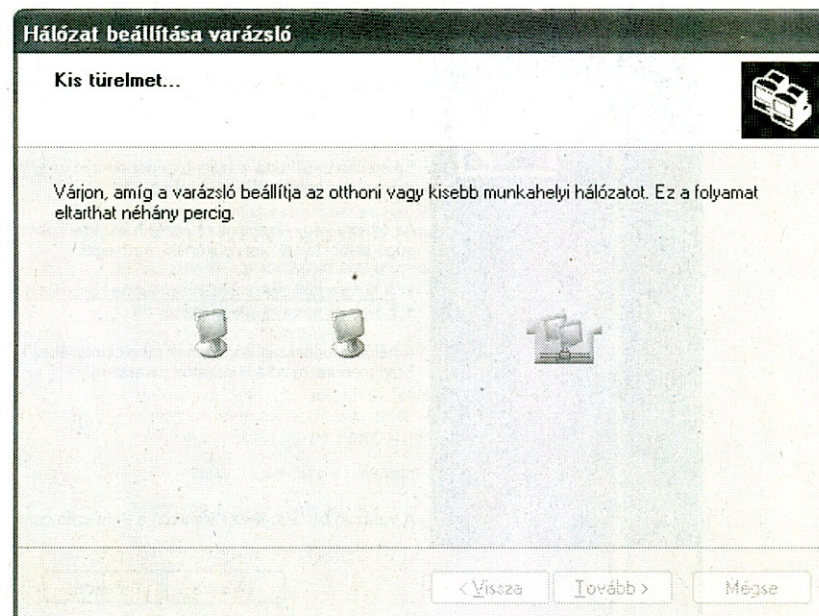 Hálózat beállítása varázsló
Kis türelmet...
Várjon, amíg a varázsló beállítja az otthoni vagy kisebb munkahelyi hálózatot. Ez a folyamat
eltarthat néhány percig.
< Vissza
Tovább >
Mégse